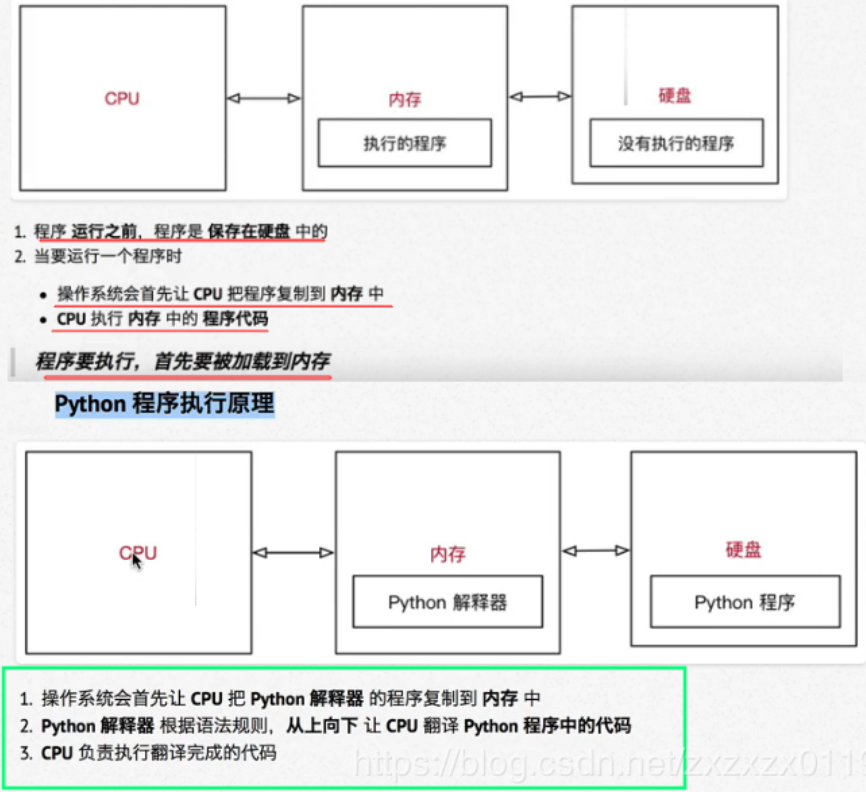 CPU
内存
硬盘
执行的程序
没有执行的程序
1. 程序 运行之前，程序是 保存在硬盘 中的
2. 当要运行一个程序时
• 操作系统会首先让 CPU 把程序复制到 内存 中
• CPU 执行 内存 中的 程序代码
程序要执行，首先要被加载到内存
Python 程序执行原理
CPU
内存
硬盘
Python 解释器
Python 程序
1. 操作系统会首先让 CPU 把 Python 解释器 的程序复制到 内存 中
2. Python 解释器 根据语法规则，从上向下 让 CPU 翻译 Python 程序中的代码
3. CPU 负责执行翻译完成的代码
https://blog.csdn.net/zxzxzx0119